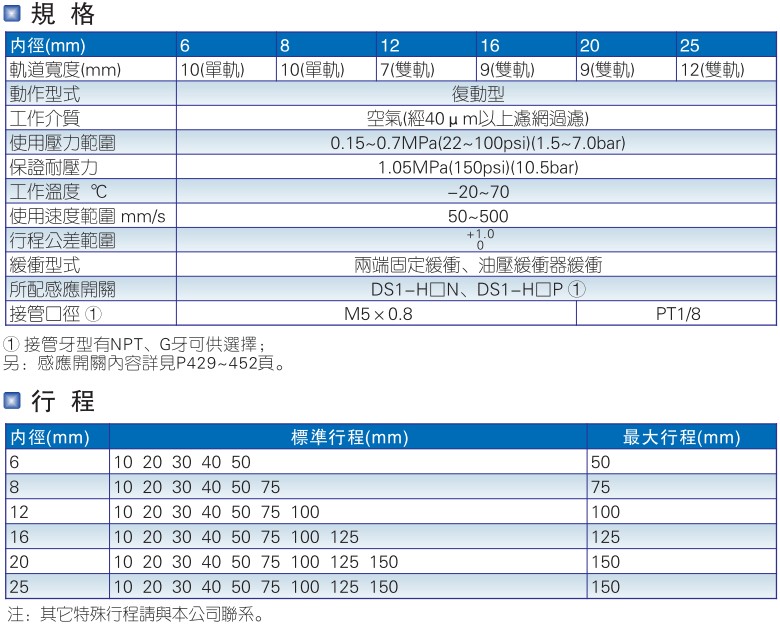 規 格
内徑(mm) 6 8 12 16 20 25
軌道寬度(mm) 10(單軌) 10(單軌) 7(雙軌) 9(雙軌) 9(雙軌) 12(雙軌)
動作型式 復動型
工作介質 空氣(經40μm以上濾網過濾)
使用壓力範圍 0.15~0.7MPa(22~100psi)(1.5~7.0bar)
保證耐壓力 1.05MPa(150psi)(10.5bar)
工作溫度 ℃ −20~70
使用速度範圍 mm/s 50~500
行程公差範圍 +1.0 0
緩衝型式 兩端固定緩衝、油壓緩衝器緩衝
所配感應開關 DS1−H□N、DS1−H□P ①
接管口徑 ① M5×0.8 PT1/8
① 接管牙型有NPT、G牙可供選擇;
另: 感應開關內容詳見P429~452頁。
行 程
内徑(mm) 標準行程(mm) 最大行程(mm)
6 10 20 30 40 50 50
8 10 20 30 40 50 75 75
12 10 20 30 40 50 75 100 100
16 10 20 30 40 50 75 100 125 125
20 10 20 30 40 50 75 100 125 150 150
25 10 20 30 40 50 75 100 125 150 150
注: 其它特殊行程請與本公司聯系。